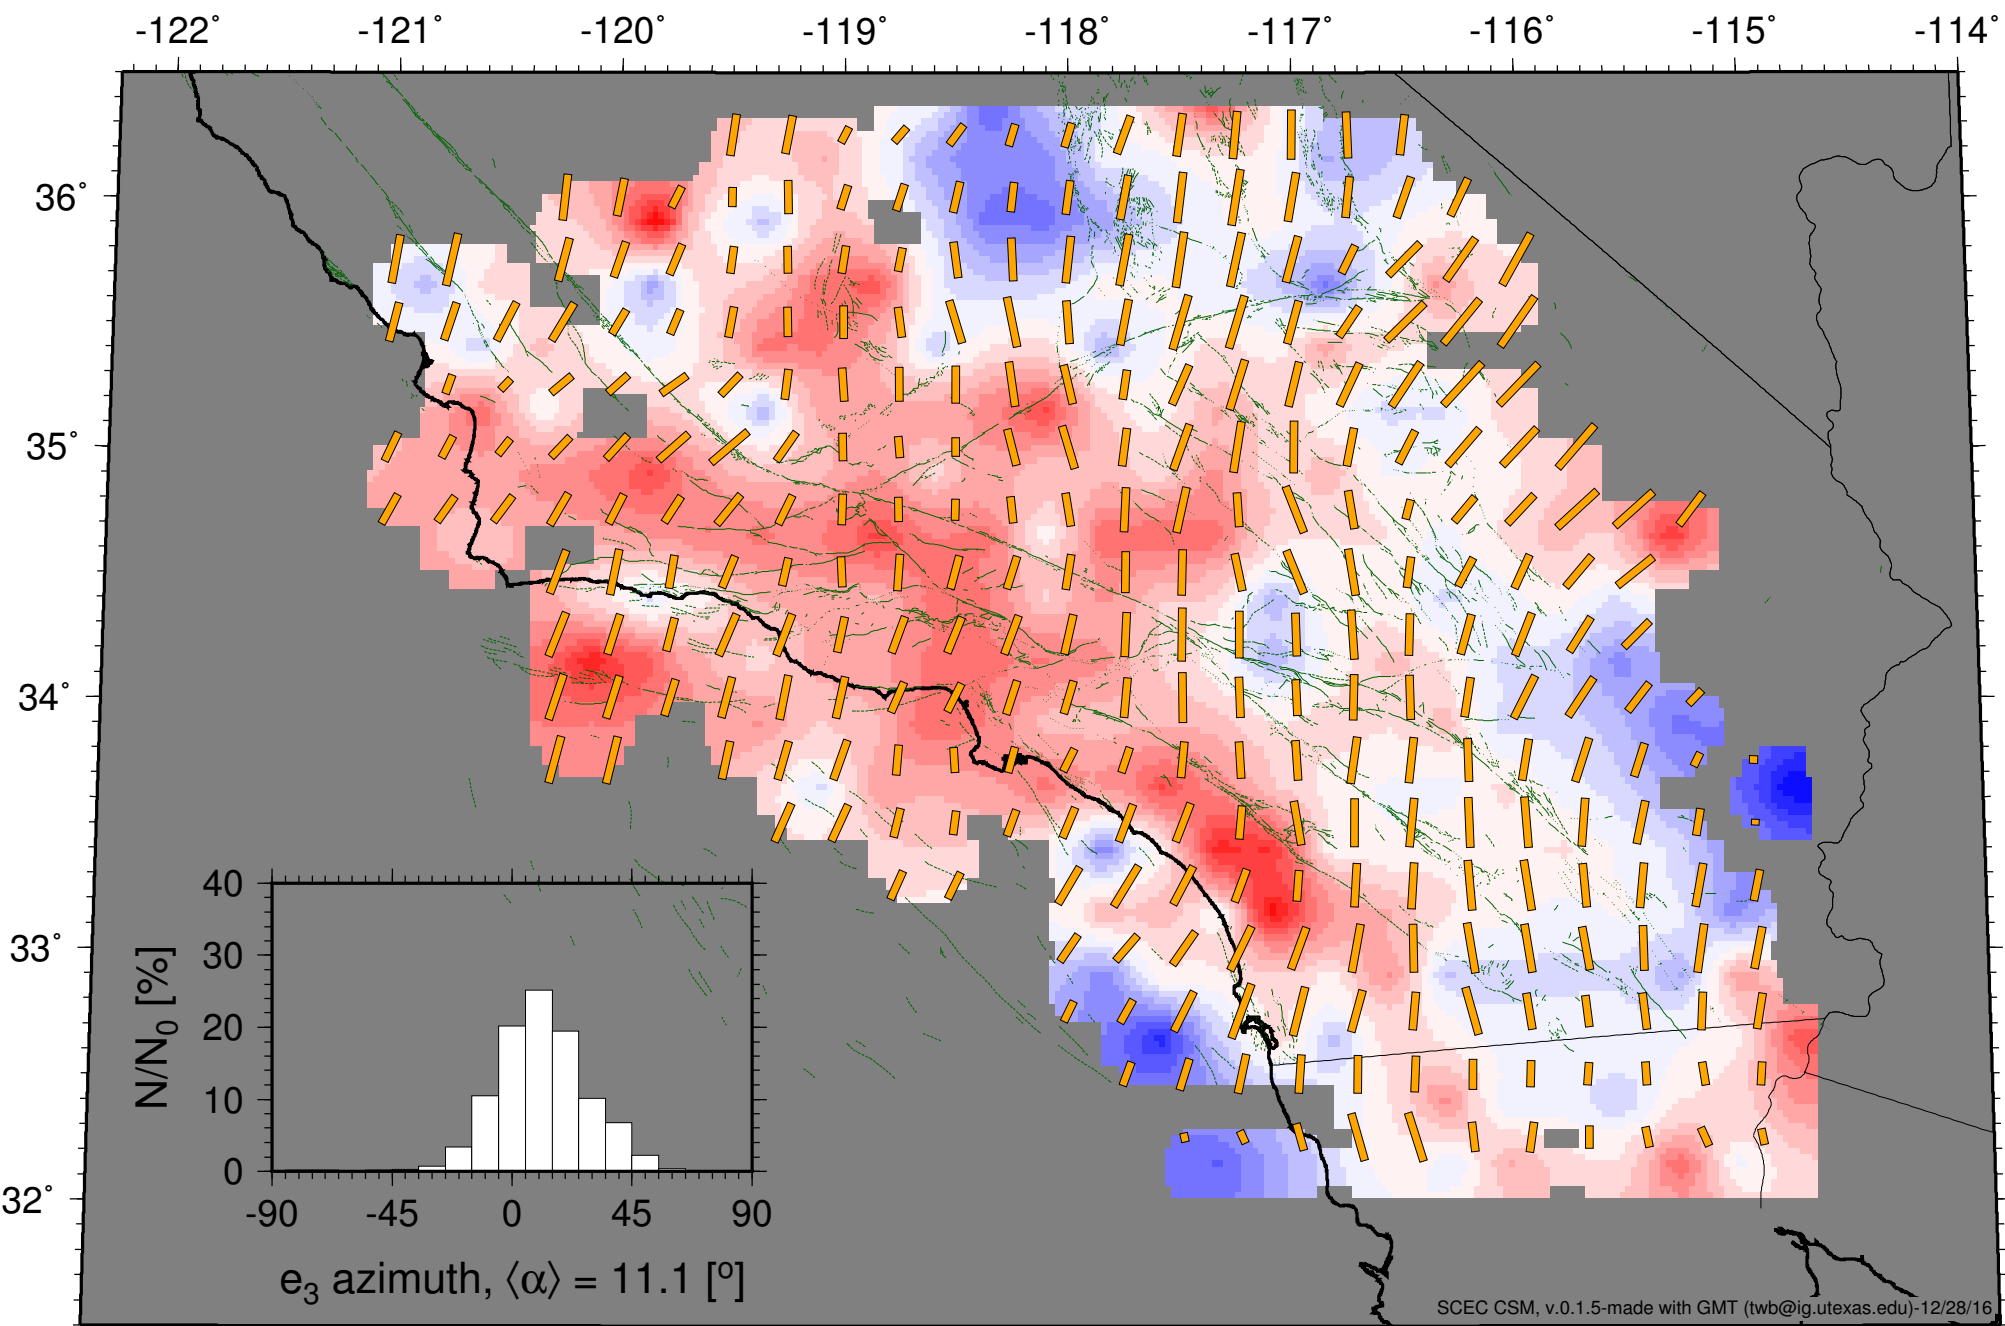 -122° -121° -120° -119° -118° -117° -116° -115° -114°
36°
35°
34°
33°
32°
40
30
20
10
0
N/N0 [%]
-90 -45 0 45 90
e3 azimuth, ⟨α⟩ = 11.1 [º]
SCEC CSM, v.0.1.5-made with GMT (twb@ig.utexas.edu)-12/28/16